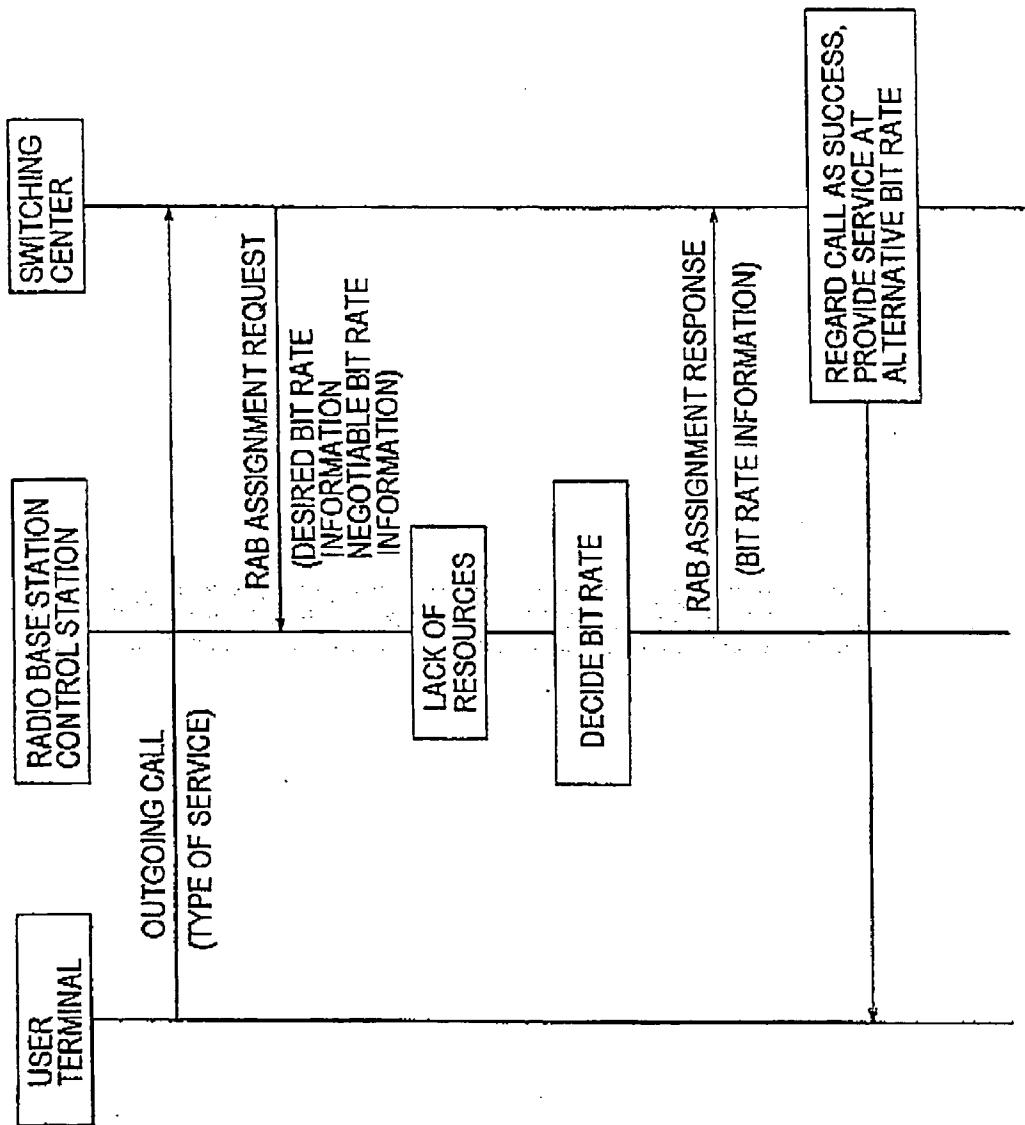 USER
TERMINAL
RADIO BASE STATION
CONTROL STATION
SWITCHING
CENTER
OUTGOING CALL
(TYPE OF SERVICE)
RAB ASSIGNMENT REQUEST
(DESIRED BIT RATE
INFORMATION
NEGOTIABLE BIT RATE
INFORMATION)
LACK OF
RESOURCES
DECIDE BIT RATE
RAB ASSIGNMENT RESPONSE
(BIT RATE INFORMATION)
REGARD CALL AS SUCCESS,
PROVIDE SERVICE AT
ALTERNATIVE BIT RATE